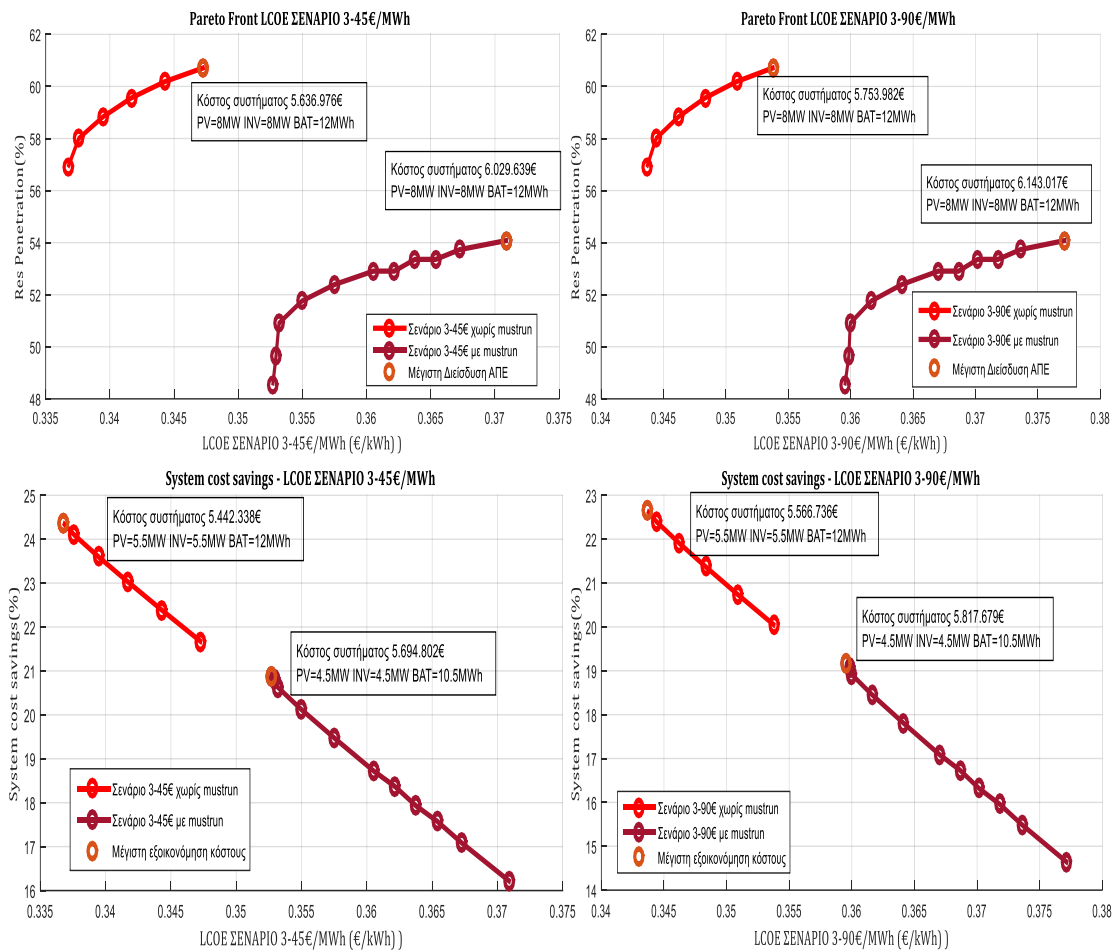 Pareto Front LCOE ΣΕΝΑΡΙΟ 3-45€/MWh
62
60
58
56
54
52
50
48
Res Penetration(%)
Κόστος συστήματος 5.636.976€
PV=8MW INV=8MW BAT=12MWh
Κόστος συστήματος 6.029.639€
PV=8MW INV=8MW BAT=12MWh
Σενάριο 3-45€ χωρίς mustrun
Σενάριο 3-45€ με mustrun
Μέγιστη Διείσδυση ΑΠΕ
0.335 0.34 0.345 0.35 0.355 0.36 0.365 0.37 0.375
LCOE ΣΕΝΑΡΙΟ 3-45€/MWh (€/kWh) )
Pareto Front LCOE ΣΕΝΑΡΙΟ 3-90€/MWh
62
60
58
56
54
52
50
48
Res Penetration(%)
Κόστος συστήματος 5.753.982€
PV=8MW INV=8MW BAT=12MWh
Κόστος συστήματος 6.143.017€
PV=8MW INV=8MW BAT=12MWh
Σενάριο 3-90€ χωρίς mustrun
Σενάριο 3-90€ με mustrun
Μέγιστη Διείσδυση ΑΠΕ
0.34 0.345 0.35 0.355 0.36 0.365 0.37 0.375 0.38
LCOE ΣΕΝΑΡΙΟ 3-90€/MWh (€/kWh) )
System cost savings - LCOE ΣΕΝΑΡΙΟ 3-45€/MWh
25
24
23
22
21
20
19
18
17
16
System cost savings(%)
Κόστος συστήματος 5.442.338€
PV=5.5MW INV=5.5MW BAT=12MWh
Κόστος συστήματος 5.694.802€
PV=4.5MW INV=4.5MW BAT=10.5MWh
Σενάριο 3-45€ χωρίς mustrun
Σενάριο 3-45€ με mustrun
Μέγιστη εξοικονόμηση κόστους
0.335 0.34 0.345 0.35 0.355 0.36 0.365 0.37 0.375
LCOE ΣΕΝΑΡΙΟ 3-45€/MWh (€/kWh) )
System cost savings - LCOE ΣΕΝΑΡΙΟ 3-90€/MWh
23
22
21
20
19
18
17
16
15
14
System cost savings(%)
Κόστος συστήματος 5.566.736€
PV=5.5MW INV=5.5MW BAT=12MWh
Κόστος συστήματος 5.817.679€
PV=4.5MW INV=4.5MW BAT=10.5MWh
Σενάριο 3-90€ χωρίς mustrun
Σενάριο 3-90€ με mustrun
Μέγιστη εξοικονόμηση κόστους
0.34 0.345 0.35 0.355 0.36 0.365 0.37 0.375 0.38
LCOE ΣΕΝΑΡΙΟ 3-90€/MWh (€/kWh) )